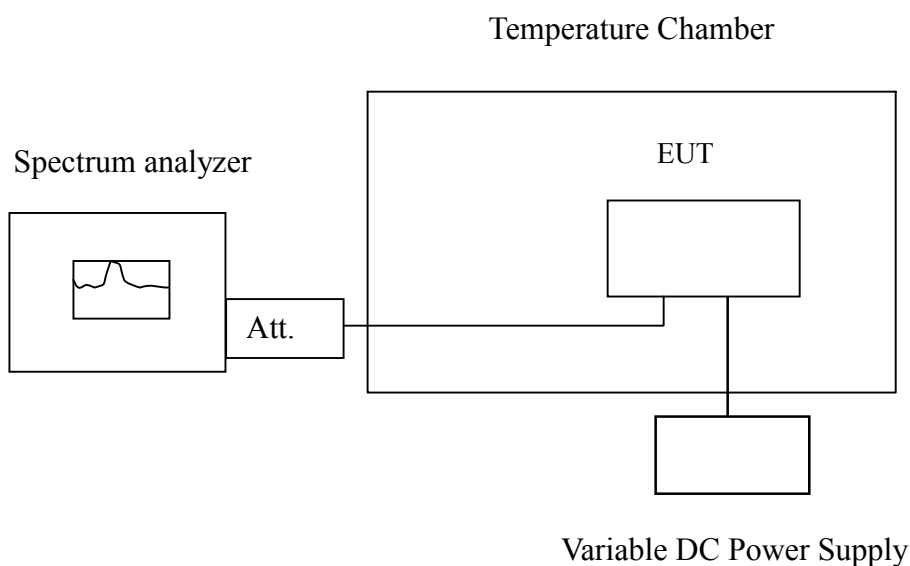 Temperature Chamber
Spectrum analyzer
EUT
Att.
Variable DC Power Supply